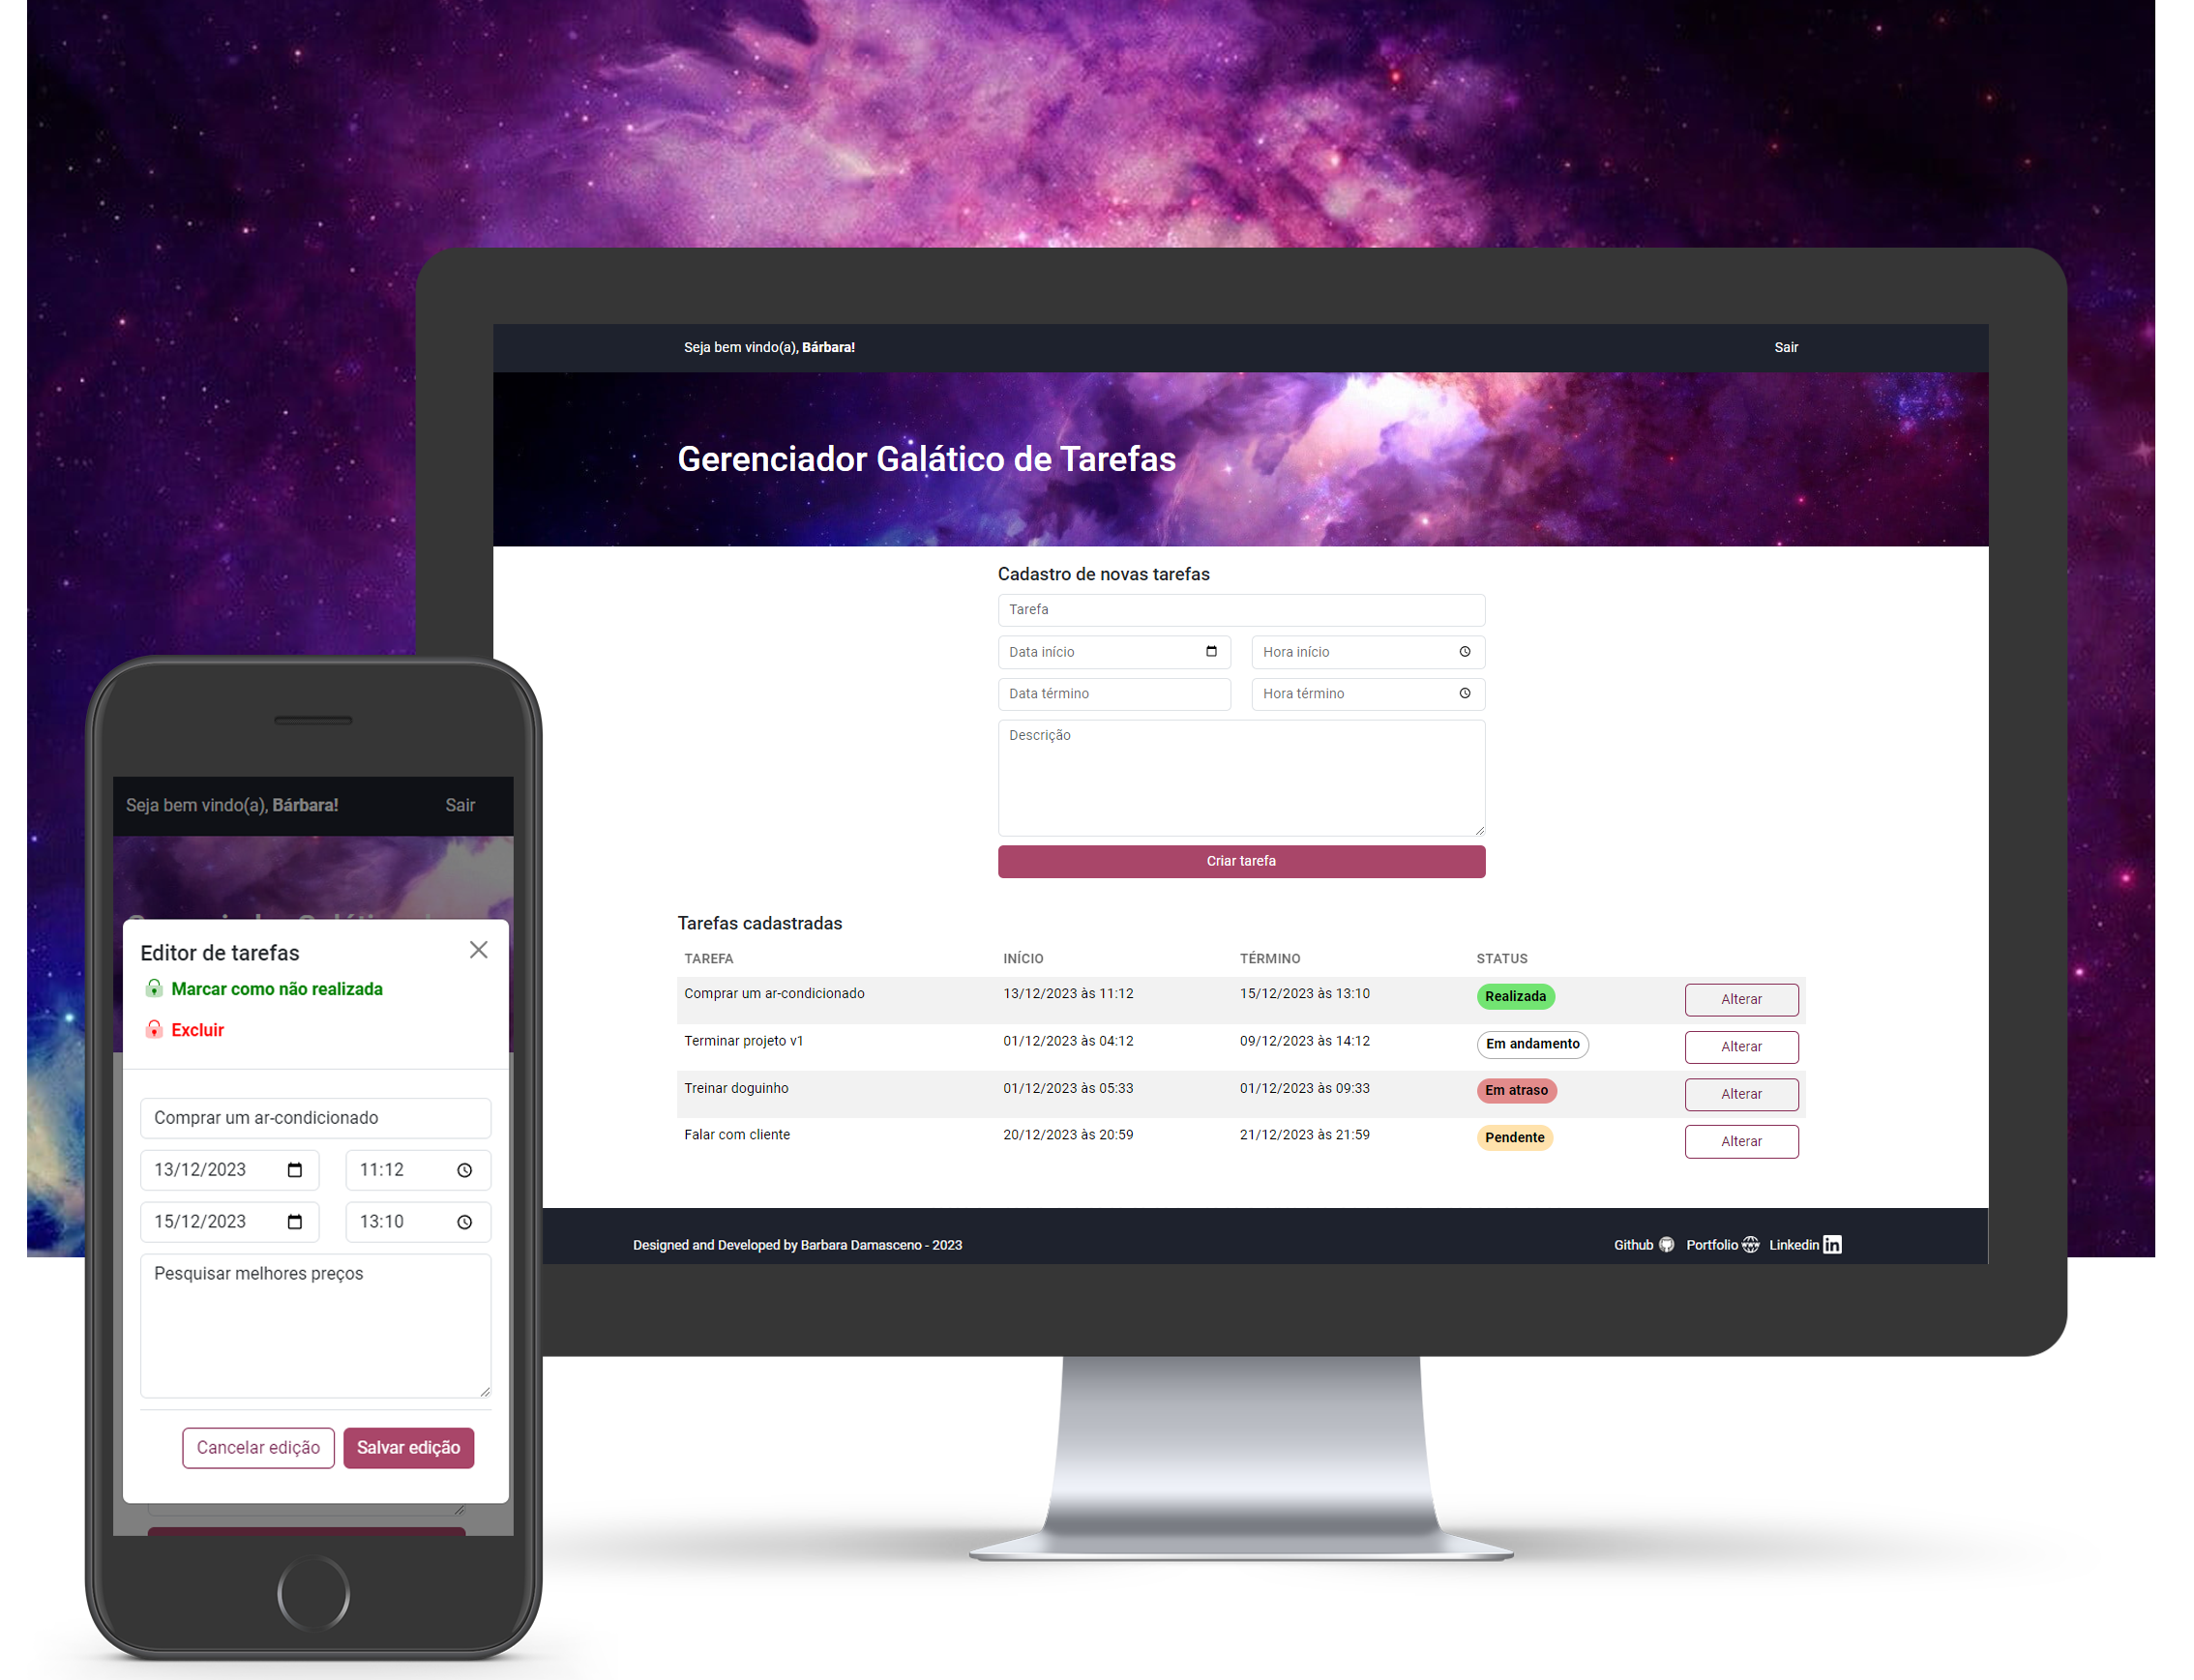 Seja bem vindo(a), Bárbara! Sair
Gerenciador Galático de Tarefas
Cadastro de novas tarefas
Tarefa
Data início Hora início
Data término Hora término
Descrição
Criar tarefa
Tarefas cadastradas
TAREFA INÍCIO TÉRMINO STATUS
Comprar um ar-condicionado 13/12/2023 às 11:12 15/12/2023 às 13:10 Realizada Alterar
Terminar projeto v1 01/12/2023 às 04:12 09/12/2023 às 14:12 Em andamento Alterar
Treinar doguinho 01/12/2023 às 05:33 01/12/2023 às 09:33 Em atraso Alterar
Falar com cliente 20/12/2023 às 20:59 21/12/2023 às 21:59 Pendente Alterar
Designed and Developed by Barbara Damasceno - 2023 Github Portfolio Linkedin in
Seja bem vindo(a), Bárbara! Sair
Editor de tarefas
Marcar como não realizada
Excluir
Comprar um ar-condicionado
13/12/2023 11:12
15/12/2023 13:10
Pesquisar melhores preços
Cancelar edição Salvar edição